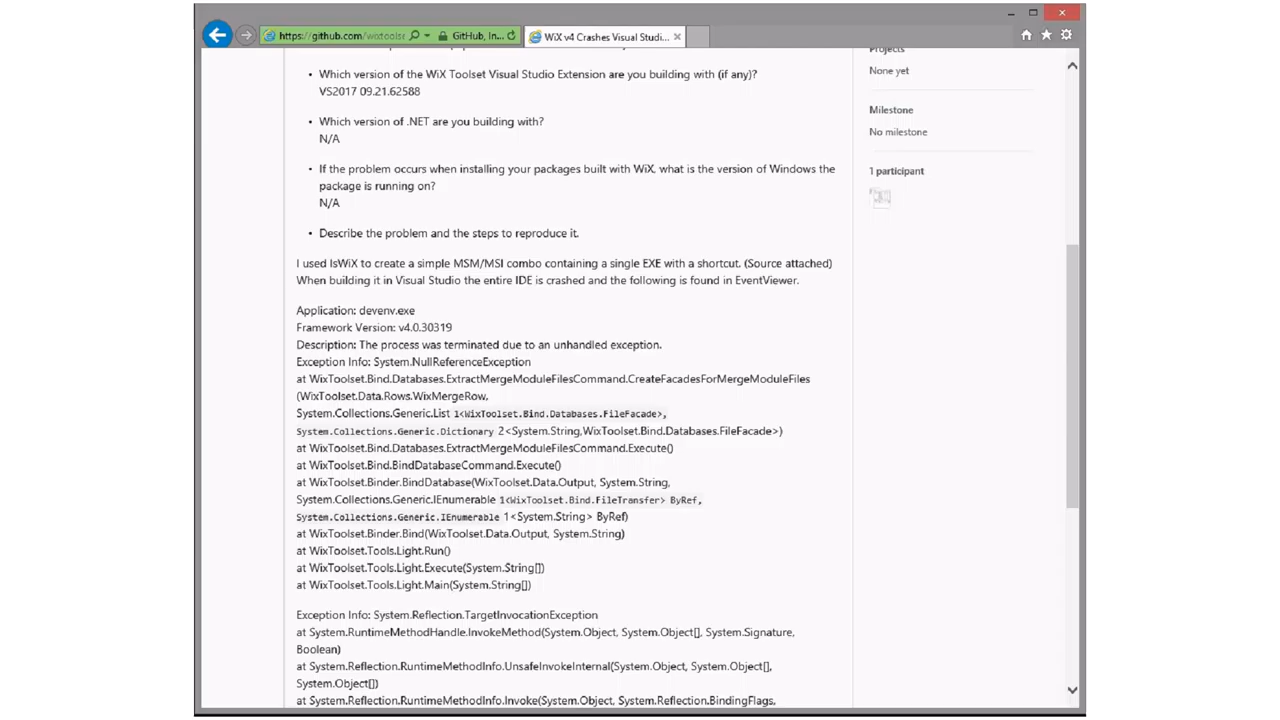 https://github.com/wixtoolse
GitHub, In...
WiX v4 Crashes Visual Studi...
Projects
None yet
Milestone
No milestone
1 participant
• Which version of the WiX Toolset Visual Studio Extension are you building with (if any)?
VS2017 09.21.62588
• Which version of .NET are you building with?
N/A
• If the problem occurs when installing your packages built with WiX, what is the version of Windows the
package is running on?
N/A
• Describe the problem and the steps to reproduce it.
I used IsWiX to create a simple MSM/MSI combo containing a single EXE with a shortcut. (Source attached)
When building it in Visual Studio the entire IDE is crashed and the following is found in EventViewer.
Application: devenv.exe
Framework Version: v4.0.30319
Description: The process was terminated due to an unhandled exception.
Exception Info: System.NullReferenceException
at WixToolset.Bind.Databases.ExtractMergeModuleFilesCommand.CreateFacadesForMergeModuleFiles
(WixToolset.Data.Rows.WixMergeRow,
System.Collections.Generic.List 1<WixToolset.Bind.Databases.FileFacade>,
System.Collections.Generic.Dictionary 2<System.String,WixToolset.Bind.Databases.FileFacade>)
at WixToolset.Bind.Databases.ExtractMergeModuleFilesCommand.Execute()
at WixToolset.Bind.BindDatabaseCommand.Execute()
at WixToolset.Binder.BindDatabase(WixToolset.Data.Output, System.String,
System.Collections.Generic.IEnumerable 1<WixToolset.Bind.FileTransfer> ByRef,
System.Collections.Generic.IEnumerable 1<System.String> ByRef)
at WixToolset.Binder.Bind(WixToolset.Data.Output, System.String)
at WixToolset.Tools.Light.Run()
at WixToolset.Tools.Light.Execute(System.String[])
at WixToolset.Tools.Light.Main(System.String[])
Exception Info: System.Reflection.TargetInvocationException
at System.RuntimeMethodHandle.InvokeMethod(System.Object, System.Object[], System.Signature,
Boolean)
at System.Reflection.RuntimeMethodInfo.UnsafeInvokeInternal(System.Object, System.Object[],
System.Object[])
at System.Reflection.RuntimeMethodInfo.Invoke(System.Object, System.Reflection.BindingFlags,